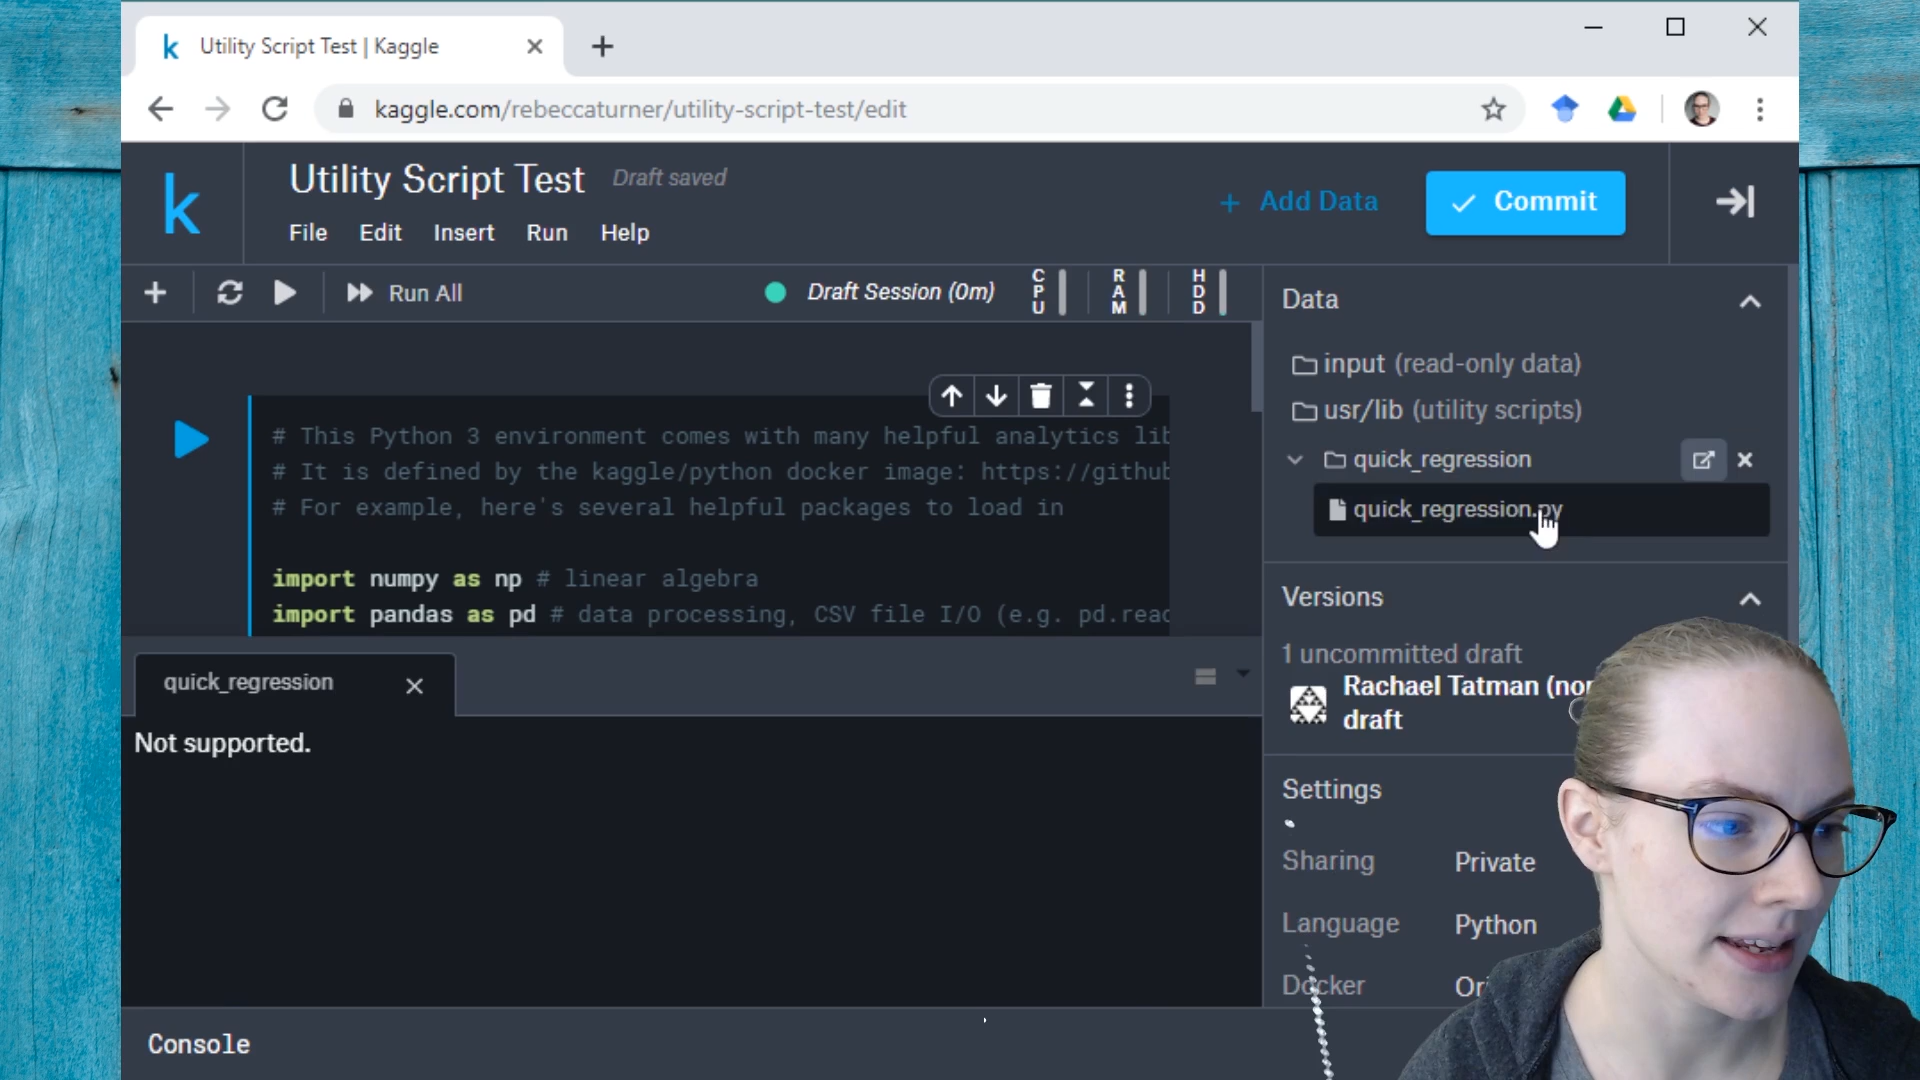 Utility Script Test | Kaggle
kaggle.com/rebeccaturner/utility-script-test/edit
Utility Script Test Draft saved
File Edit Insert Run Help
+ Add Data
Commit
Run All
Draft Session (0m)
CPU
RAM
HDD
# This Python 3 environment comes with many helpful analytics lib
# It is defined by the kaggle/python docker image: https://github
# For example, here's several helpful packages to load in
import numpy as np # linear algebra
import pandas as pd # data processing, CSV file I/O (e.g. pd.read
quick_regression
Not supported.
Console
Data
input (read-only data)
usr/lib (utility scripts)
quick_regression
quick_regression.py
Versions
1 uncommitted draft
Rachael Tatman (nor
draft
Settings
Sharing Private
Language Python
Docker Ori